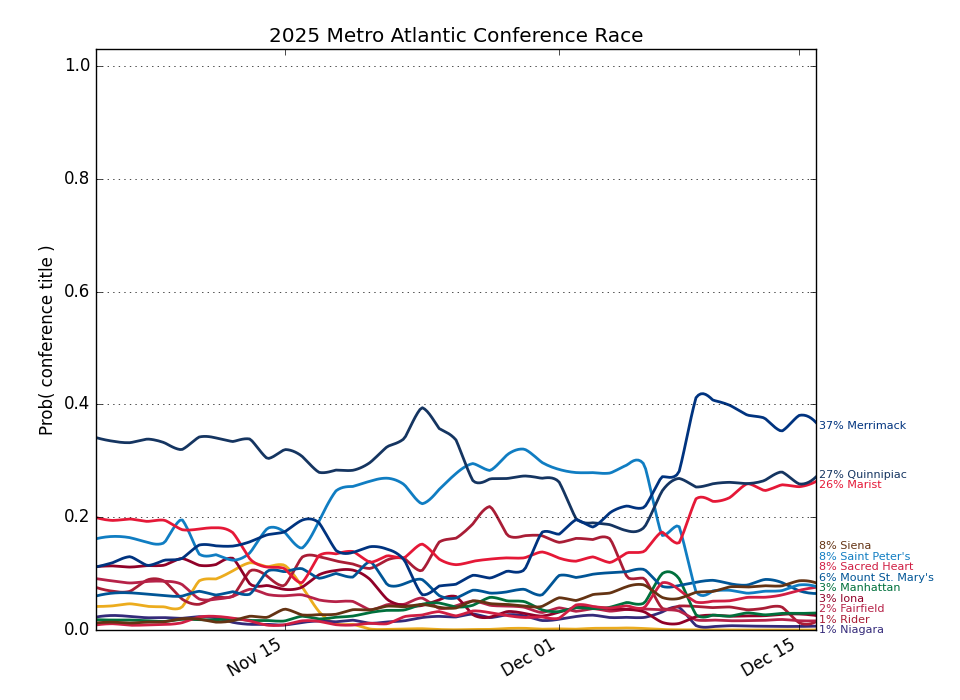 2025 Metro Atlantic Conference Race
1.0
0.8
0.6
0.4
0.2
0.0
Prob( conference title )
Nov 15
Dec 01
Dec 15
37% Merrimack
27% Quinnipiac
26% Marist
8% Siena
8% Saint Peter's
8% Sacred Heart
6% Mount St. Mary's
3% Manhattan
3% Iona
2% Fairfield
1% Rider
1% Niagara